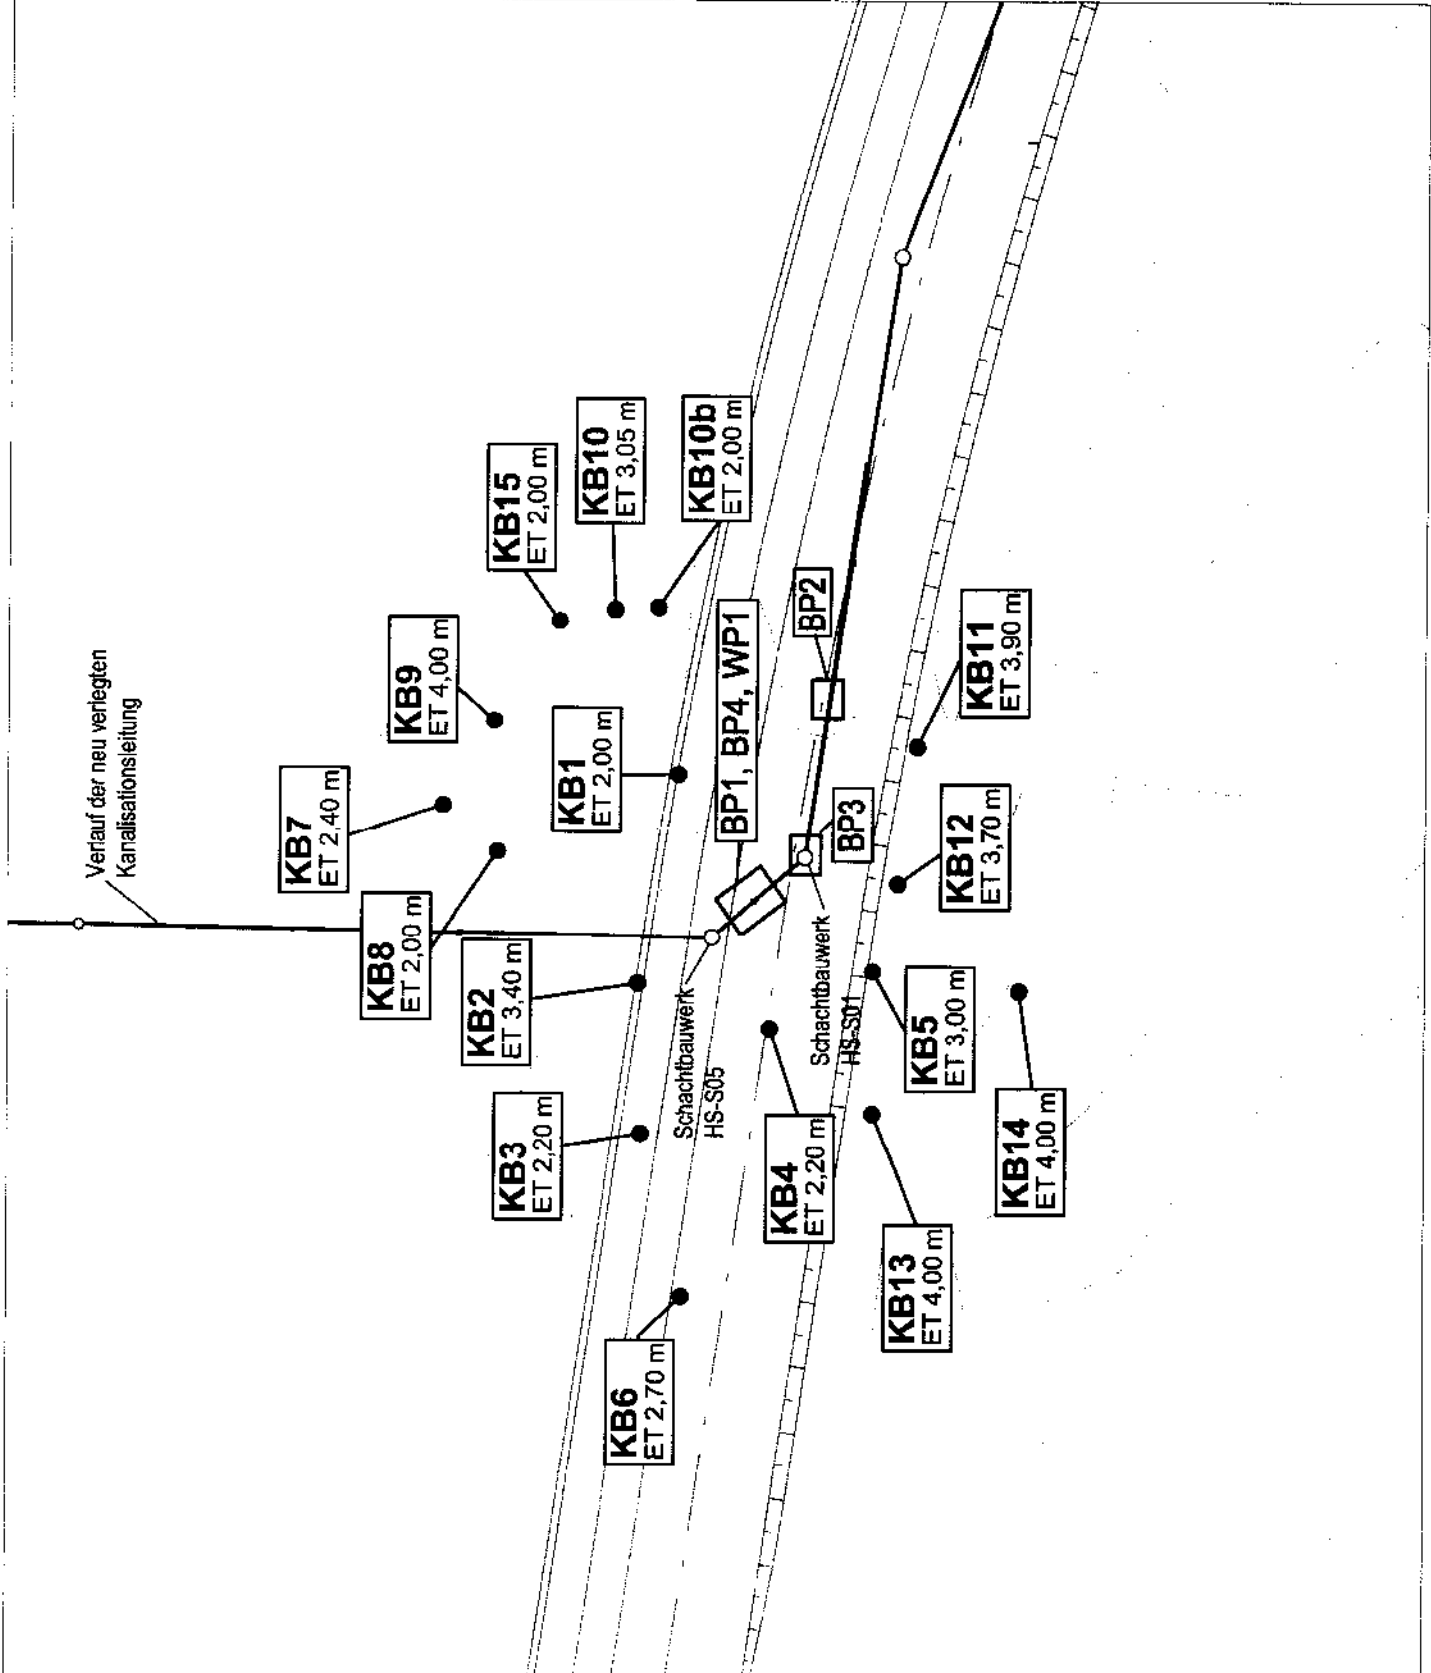 Verlauf der neu verlegten
Kanalisationsleitung
KB7
ET 2,40 m
KB8
ET 2,00 m
KB9
ET 4,00 m
KB2
ET 3,40 m
KB15
ET 2,00 m
KB3
ET 2,20 m
KB1
ET 2,00 m
KB10
ET 3,05 m
KB6
ET 2,70 m
KB10b
ET 2,00 m
Schachtbauwerk
HS-S05
BP1, BP4, WP1
KB4
ET 2,20 m
BP2
Schachtbauwerk
HS-S01
BP3
KB13
ET 4,00 m
KB5
ET 3,00 m
KB12
ET 3,70 m
KB11
ET 3,90 m
KB14
ET 4,00 m